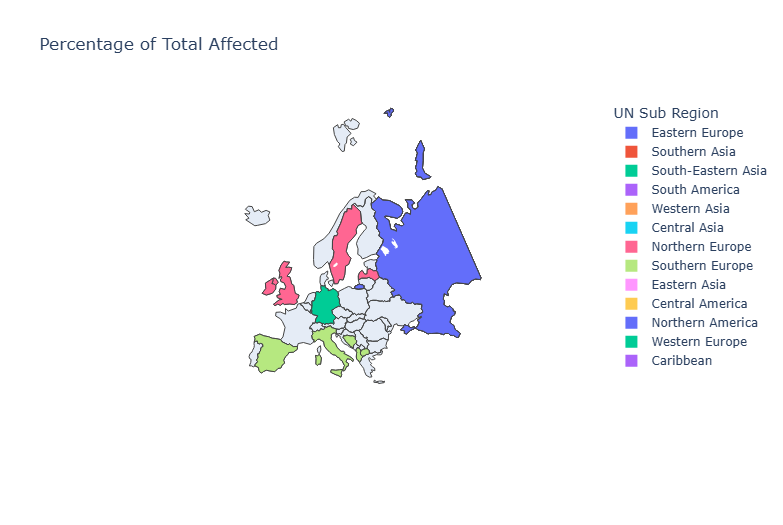 Percentage of Total Affected
UN Sub Region
Eastern Europe
Southern Asia
South-Eastern Asia
South America
Western Asia
Central Asia
Northern Europe
Southern Europe
Eastern Asia
Central America
Northern America
Western Europe
Caribbean